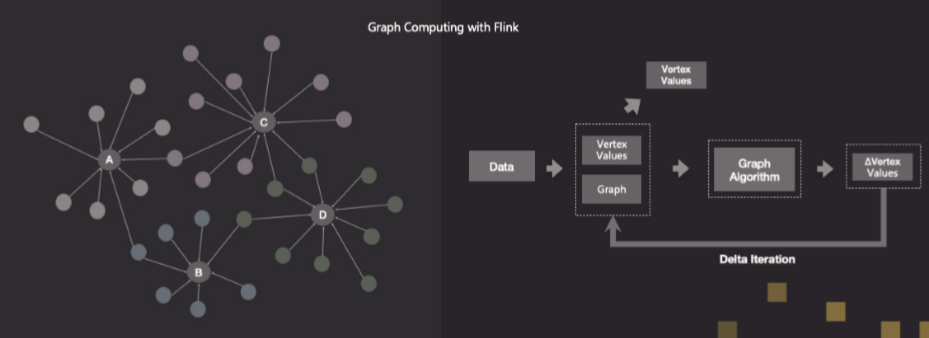 Graph Computing with Flink
A
C
D
B
Vertex
Values
Data
Vertex
Values
Graph
Graph
Algorithm
ΔVertex
Values
Delta Iteration